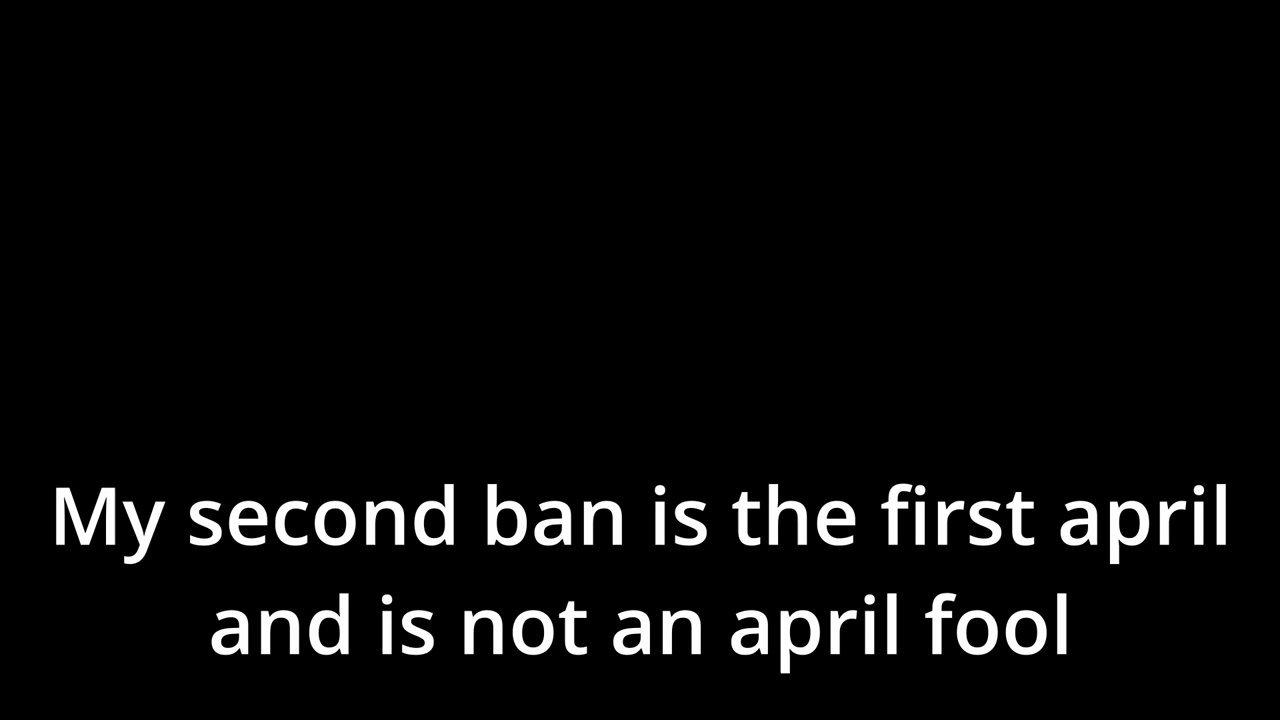 My second ban is the first april
and is not an april fool